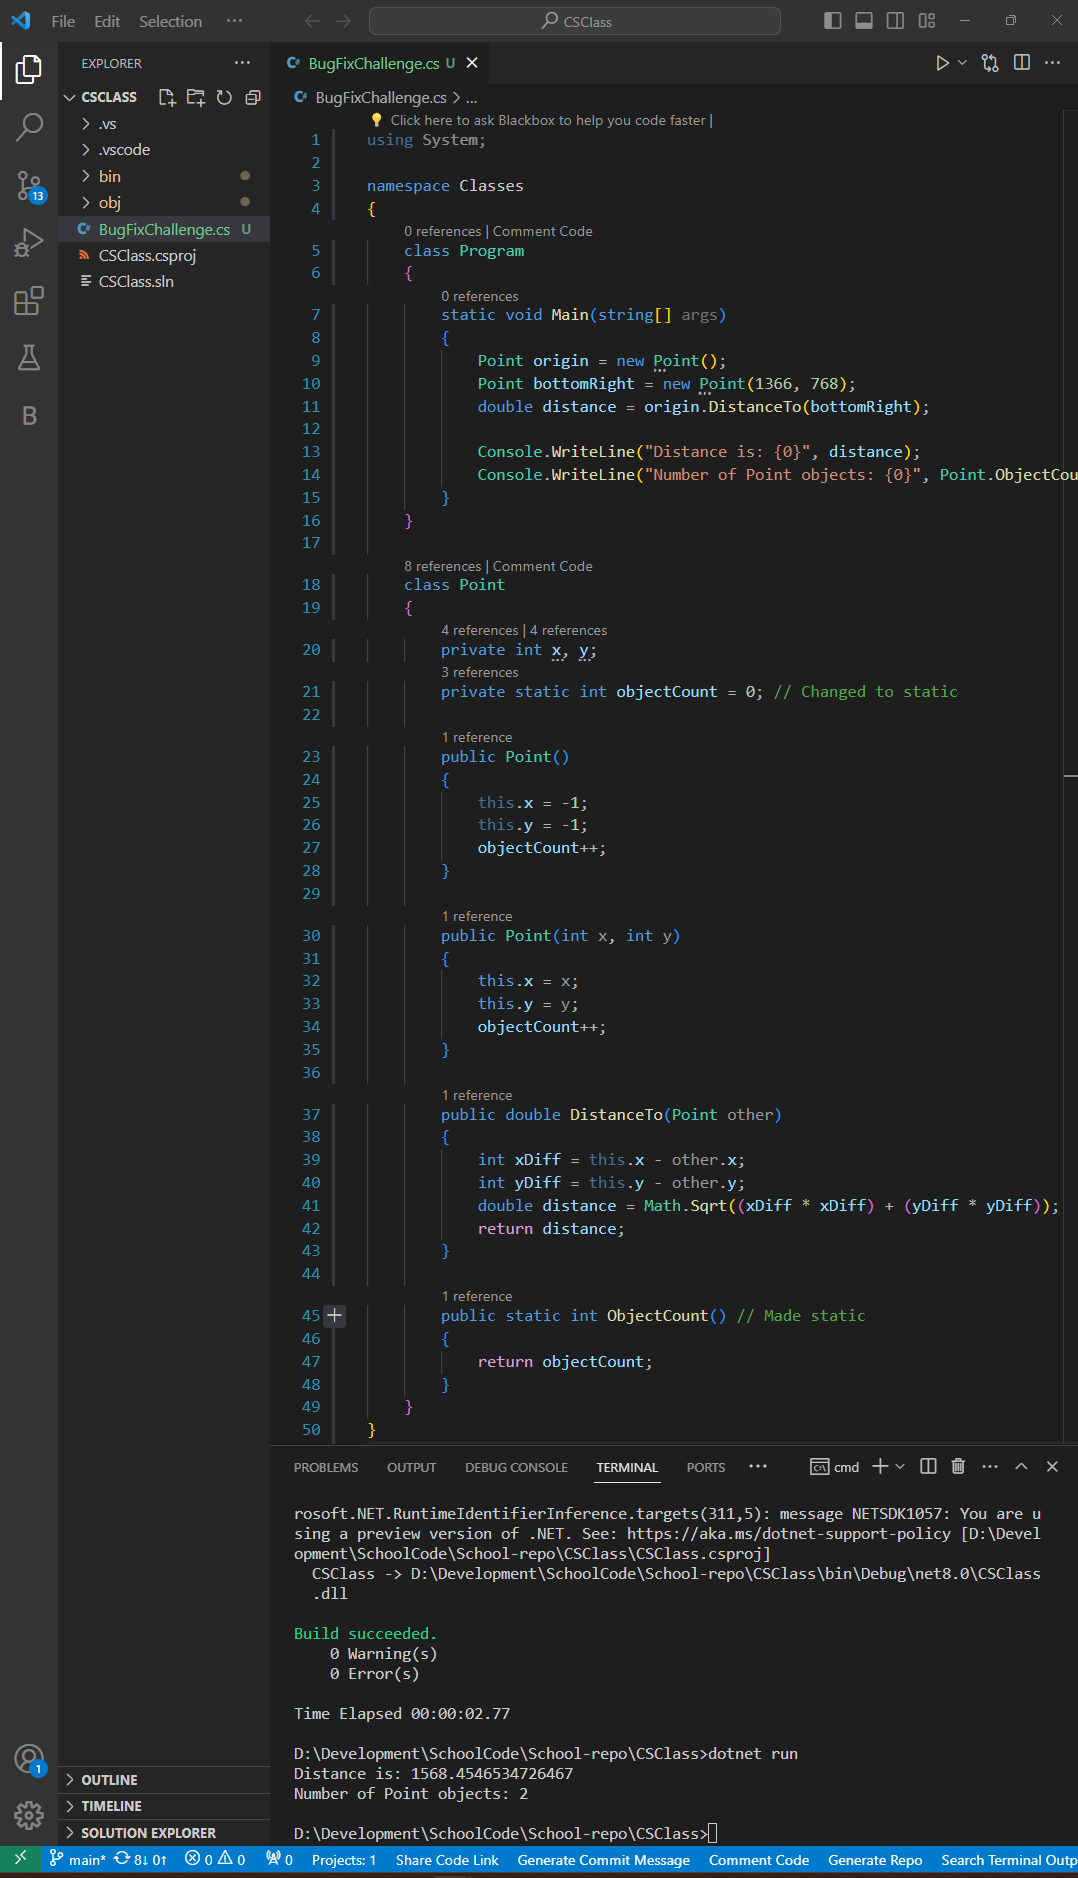 File Edit Selection ··· CSClass
EXPLORER ···
CSCLASS
.vs
.vscode
bin
obj
BugFixChallenge.cs U
CSClass.csproj
CSClass.sln
B
13
1
OUTLINE
TIMELINE
SOLUTION EXPLORER
BugFixChallenge.cs U
BugFixChallenge.cs > ...
Click here to ask Blackbox to help you code faster |
1 using System;
2
3 namespace Classes
4 {
0 references | Comment Code
5 class Program
6 {
0 references
7 static void Main(string[] args)
8 {
9 Point origin = new Point();
10 Point bottomRight = new Point(1366, 768);
11 double distance = origin.DistanceTo(bottomRight);
12
13 Console.WriteLine("Distance is: {0}", distance);
14 Console.WriteLine("Number of Point objects: {0}", Point.ObjectCou
15 }
16 }
17
8 references | Comment Code
18 class Point
19 {
4 references | 4 references
20 private int x, y;
3 references
21 private static int objectCount = 0; // Changed to static
22
1 reference
23 public Point()
24 {
25 this.x = -1;
26 this.y = -1;
27 objectCount++;
28 }
29
1 reference
30 public Point(int x, int y)
31 {
32 this.x = x;
33 this.y = y;
34 objectCount++;
35 }
36
1 reference
37 public double DistanceTo(Point other)
38 {
39 int xDiff = this.x - other.x;
40 int yDiff = this.y - other.y;
41 double distance = Math.Sqrt((xDiff * xDiff) + (yDiff * yDiff));
42 return distance;
43 }
44
1 reference
45 public static int ObjectCount() // Made static
46 {
47 return objectCount;
48 }
49 }
50 }
PROBLEMS OUTPUT DEBUG CONSOLE TERMINAL PORTS ··· cmd
rosoft.NET.RuntimeIdentifierInference.targets(311,5): message NETSDK1057: You are u
sing a preview version of .NET. See: https://aka.ms/dotnet-support-policy [D:\Devel
opment\SchoolCode\School-repo\CSClass\CSClass.csproj]
CSClass -> D:\Development\SchoolCode\School-repo\CSClass\bin\Debug\net8.0\CSClass
.dll
Build succeeded.
0 Warning(s)
0 Error(s)
Time Elapsed 00:00:02.77
D:\Development\SchoolCode\School-repo\CSClass>dotnet run
Distance is: 1568.4546534726467
Number of Point objects: 2
D:\Development\SchoolCode\School-repo\CSClass>
main* 8↓ 0↑ 0 0 0 Projects: 1 Share Code Link Generate Commit Message Comment Code Generate Repo Search Terminal Outp